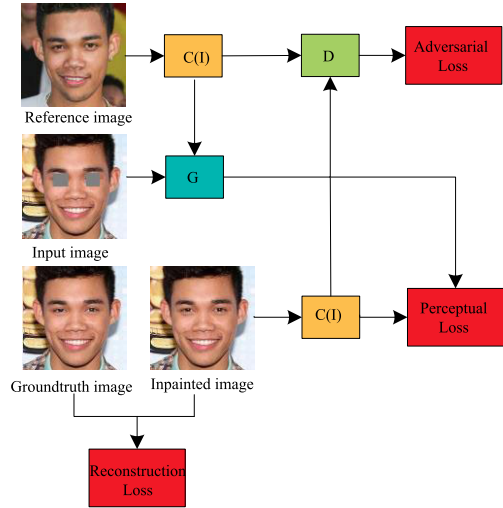 C(I)
D
Adversarial
Loss
Reference image
G
Input image
C(I)
Perceptual
Loss
Groundtruth image
Inpainted image
Reconstruction
Loss